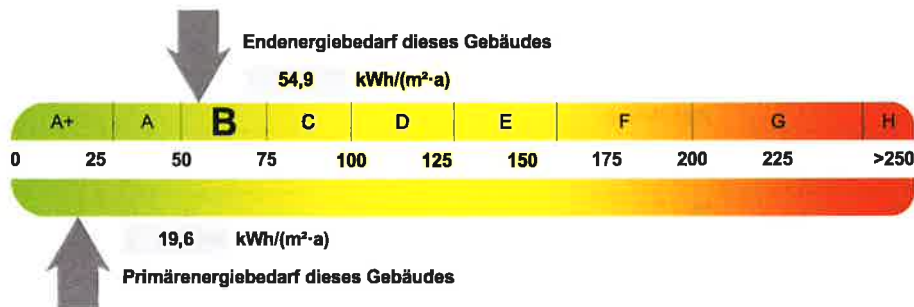 Endenergiebedarf dieses Gebäudes
54,9 kWh/(m²·a)
A+ A B C D E F G H
0 25 50 75 100 125 150 175 200 225 >250
19,6 kWh/(m²·a)
Primärenergiebedarf dieses Gebäudes